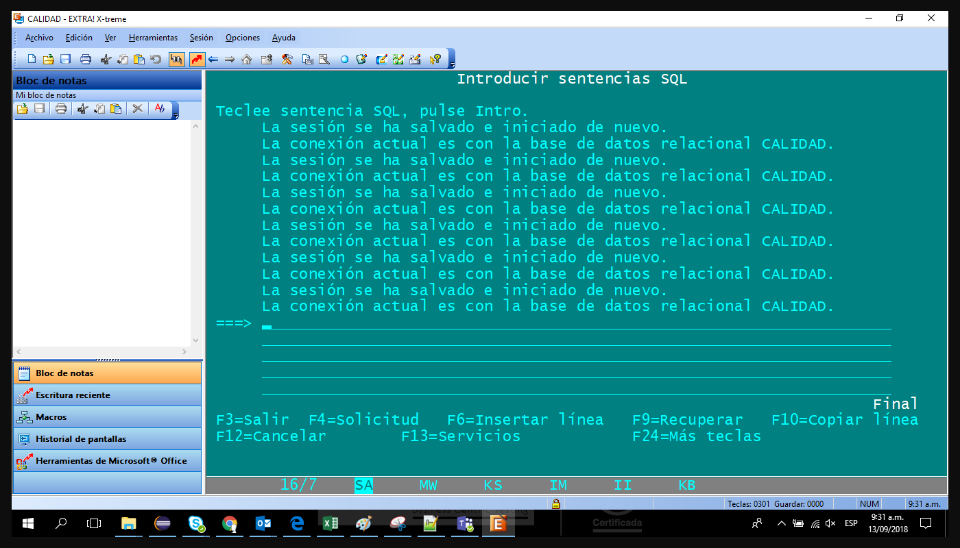 CALIDAD - EXTRA! X-treme
Archivo Edición Ver Herramientas Sesión Opciones Ayuda
Bloc de notas
Mi bloc de notas
Introducir sentencias SQL
Teclee sentencia SQL, pulse Intro.
La sesión se ha salvado e iniciado de nuevo.
La conexión actual es con la base de datos relacional CALIDAD.
La sesión se ha salvado e iniciado de nuevo.
La conexión actual es con la base de datos relacional CALIDAD.
La sesión se ha salvado e iniciado de nuevo.
La conexión actual es con la base de datos relacional CALIDAD.
La sesión se ha salvado e iniciado de nuevo.
La conexión actual es con la base de datos relacional CALIDAD.
La sesión se ha salvado e iniciado de nuevo.
La conexión actual es con la base de datos relacional CALIDAD.
La sesión se ha salvado e iniciado de nuevo.
La conexión actual es con la base de datos relacional CALIDAD.
===>
Final
F3=Salir F4=Solicitud F6=Insertar línea F9=Recuperar F10=Copiar línea
F12=Cancelar F13=Servicios F24=Más teclas
Bloc de notas
Escritura reciente
Macros
Historial de pantallas
Herramientas de Microsoft® Office
16/7 SA MW KS IM II KB
Teclas: 0301 Guardar: 0000 NUM 9:31 a.m.
Certificada
ESP
9:31 a.m.
13/09/2018